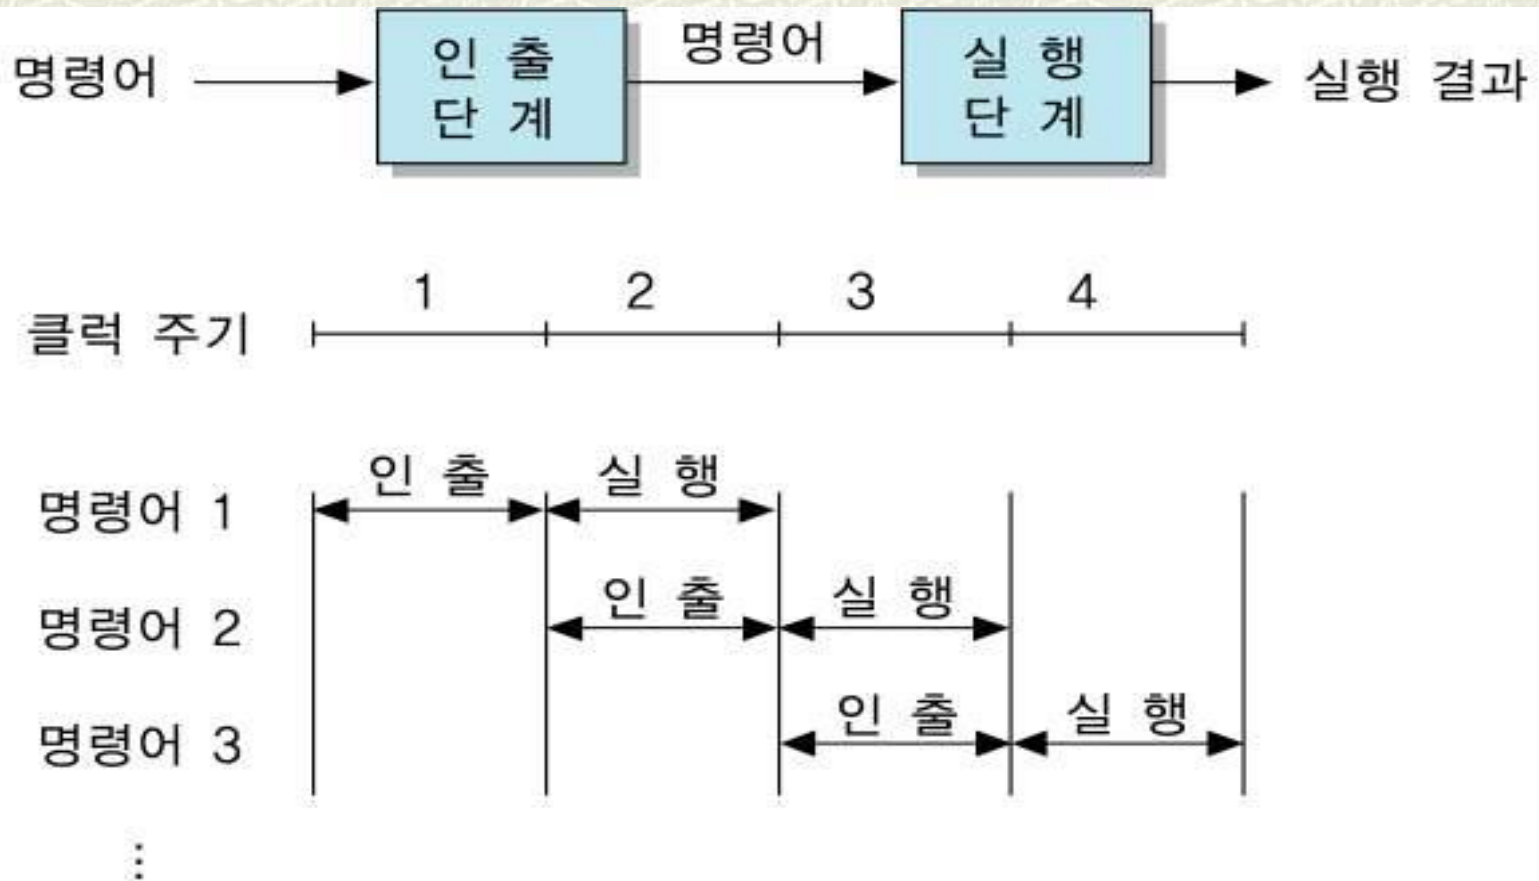 명령어
인 출
단 계
명령어
실 행
단 계
실행 결과
클럭 주기
1 2 3 4
명령어 1
인 출 실 행
명령어 2
인 출 실 행
명령어 3
인 출 실 행
⋮